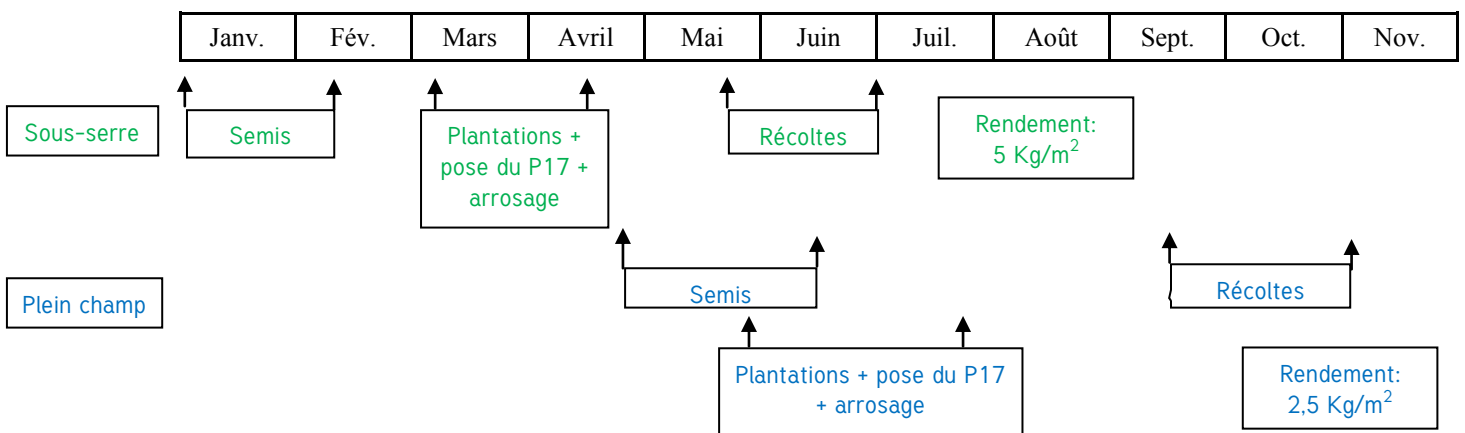 Janv. Fév. Mars Avril Mai Juin Juil. Août Sept. Oct. Nov.
Sous-serre
Semis
Plantations +
pose du P17 +
arrosage
Récoltes
Rendement:
5 Kg/m²
Plein champ
Semis
Récoltes
Plantations + pose du P17
+ arrosage
Rendement:
2,5 Kg/m²